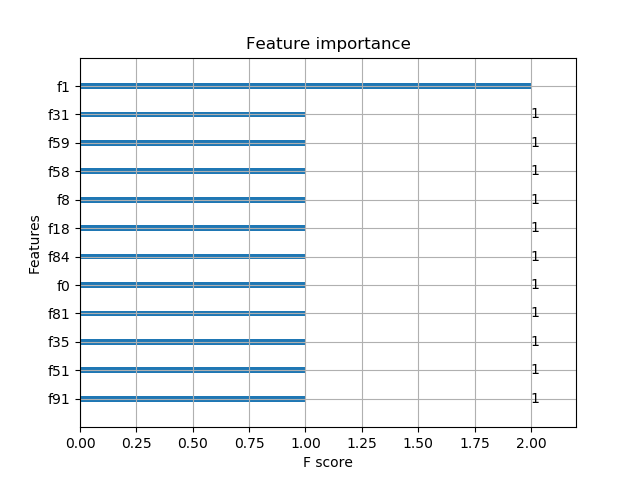 Feature importance
Features
f1
f31 1
f59 1
f58 1
f8 1
f18 1
f84 1
f0 1
f81 1
f35 1
f51 1
f91 1
0.00 0.25 0.50 0.75 1.00 1.25 1.50 1.75 2.00
F score